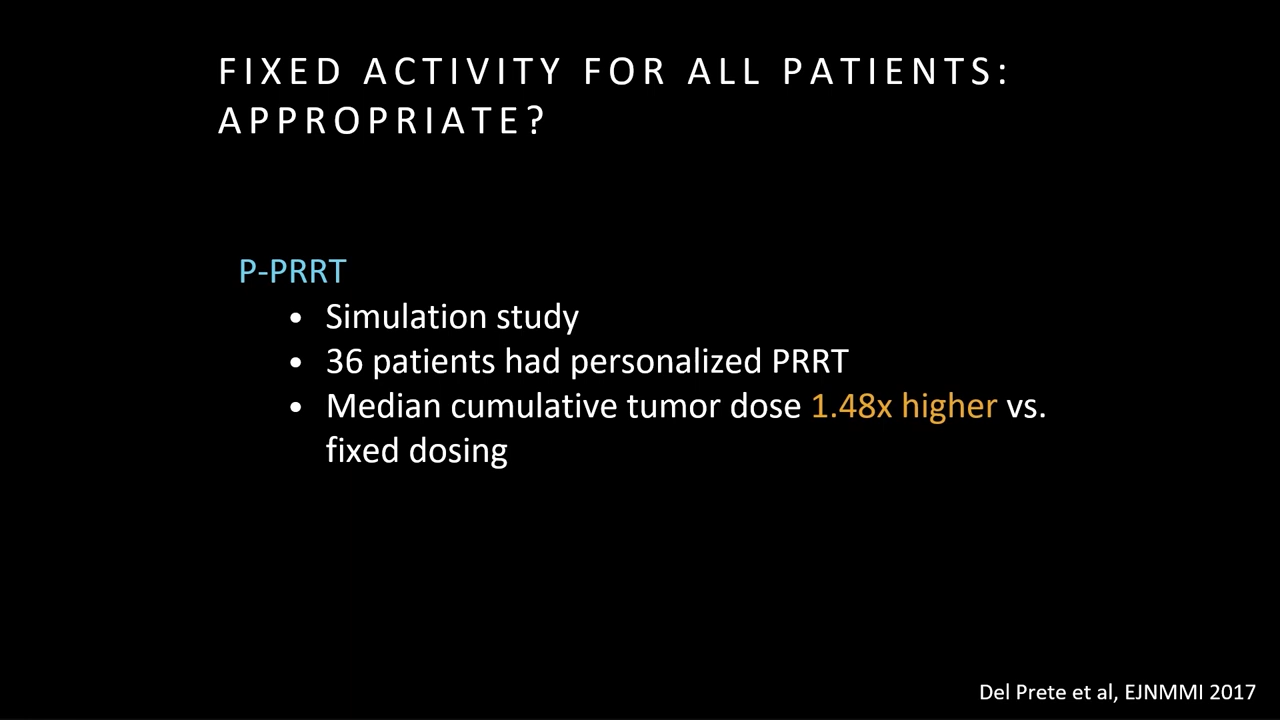 FIXED ACTIVITY FOR ALL PATIENTS:
APPROPRIATE?
P-PRRT
• Simulation study
• 36 patients had personalized PRRT
• Median cumulative tumor dose 1.48x higher vs.
fixed dosing
Del Prete et al, EJNMMI 2017